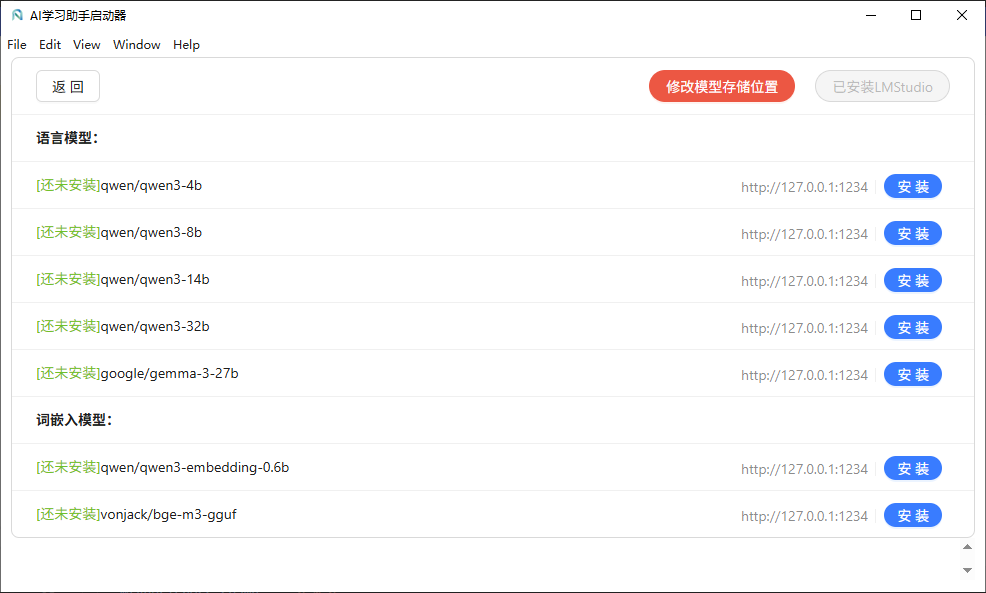 AI学习助手启动器
File Edit View Window Help
返 回 修改模型存储位置 已安装LMStudio
语言模型：
[还未安装]qwen/qwen3-4b http://127.0.0.1:1234 安 装
[还未安装]qwen/qwen3-8b http://127.0.0.1:1234 安 装
[还未安装]qwen/qwen3-14b http://127.0.0.1:1234 安 装
[还未安装]qwen/qwen3-32b http://127.0.0.1:1234 安 装
[还未安装]google/gemma-3-27b http://127.0.0.1:1234 安 装
词嵌入模型：
[还未安装]qwen/qwen3-embedding-0.6b http://127.0.0.1:1234 安 装
[还未安装]vonjack/bge-m3-gguf http://127.0.0.1:1234 安 装